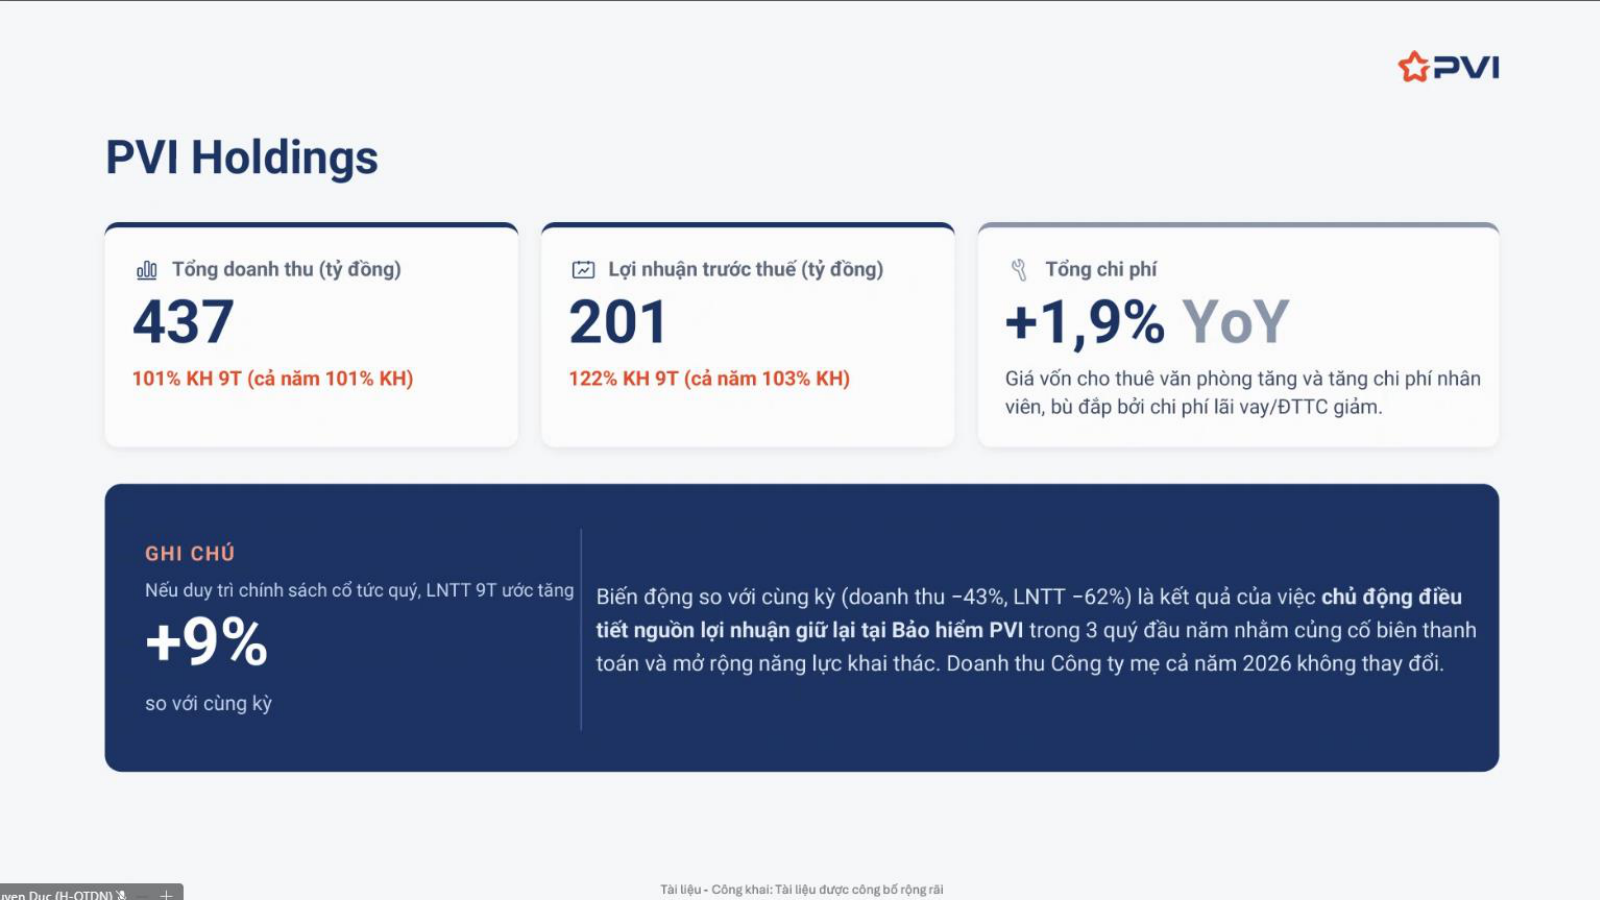 PVI
PVI Holdings
Tổng doanh thu (tỷ đồng)
437
101% KH 9T (cả năm 101% KH)
Lợi nhuận trước thuế (tỷ đồng)
201
122% KH 9T (cả năm 103% KH)
Tổng chi phí
+1,9% YoY
Giá vốn cho thuê văn phòng tăng và tăng chi phí nhân
viên, bù đắp bởi chi phí lãi vay/ĐTTC giảm.
GHI CHÚ
Nếu duy trì chính sách cổ tức quý, LNTT 9T ước tăng
+9%
so với cùng kỳ
Biến động so với cùng kỳ (doanh thu −43%, LNTT −62%) là kết quả của việc chủ động điều
tiết nguồn lợi nhuận giữ lại tại Bảo hiểm PVI trong 3 quý đầu năm nhằm củng cố biên thanh
toán và mở rộng năng lực khai thác. Doanh thu Công ty mẹ cả năm 2026 không thay đổi.
Tài liệu - Công khai: Tài liệu được công bố rộng rãi
Duc (H-QTDN)